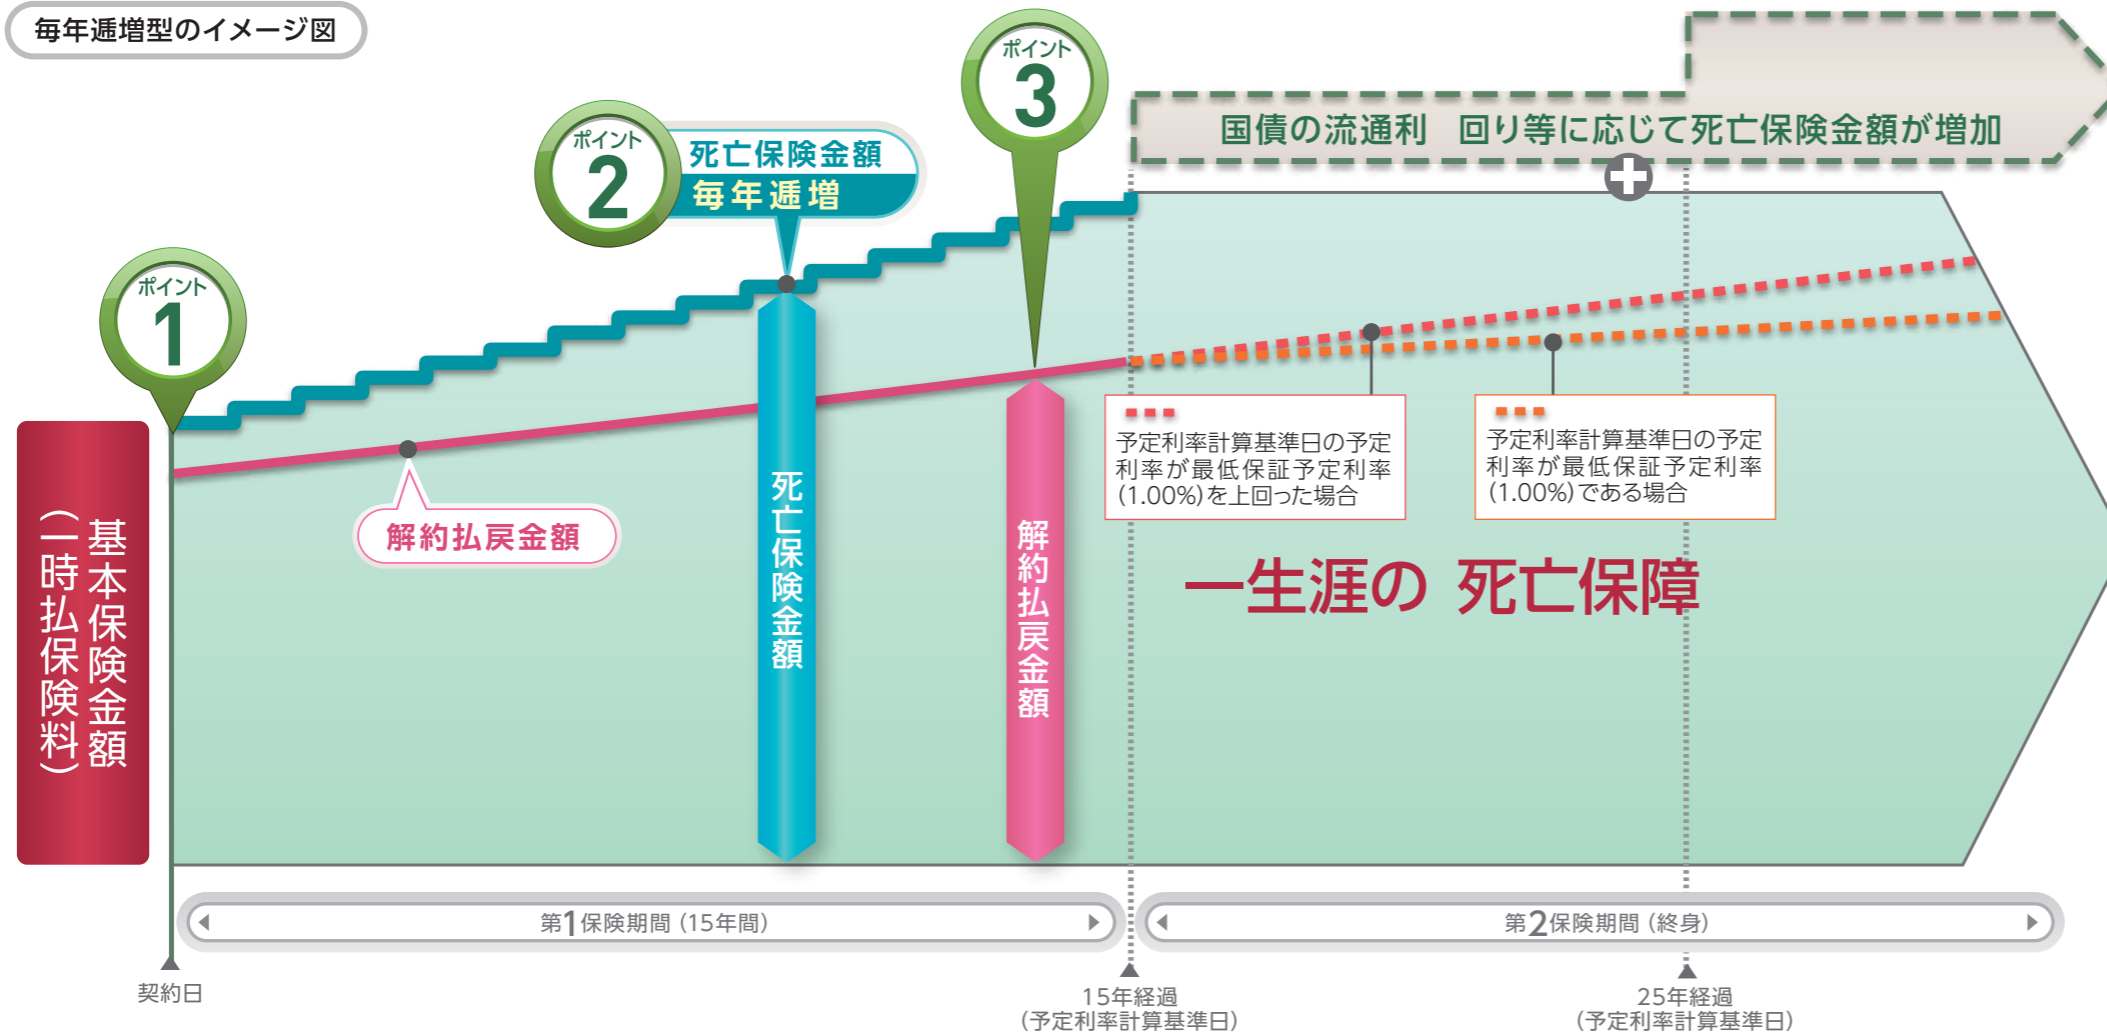 毎年逓増型のイメージ図
ポイント
1
ポイント
2
死亡保険金額
毎年逓増
ポイント
3
国債の流通利　回り等に応じて死亡保険金額が増加
基本保険金額
（一時払保険料）
解約払戻金額
死亡保険金額
解約払戻金額
予定利率計算基準日の予定
利率が最低保証予定利率
(1.00%)を上回った場合
予定利率計算基準日の予定
利率が最低保証予定利率
(1.00%)である場合
一生涯の 死亡保障
第1保険期間（15年間）
第2保険期間（終身）
契約日
15年経過
（予定利率計算基準日）
25年経過
（予定利率計算基準日）